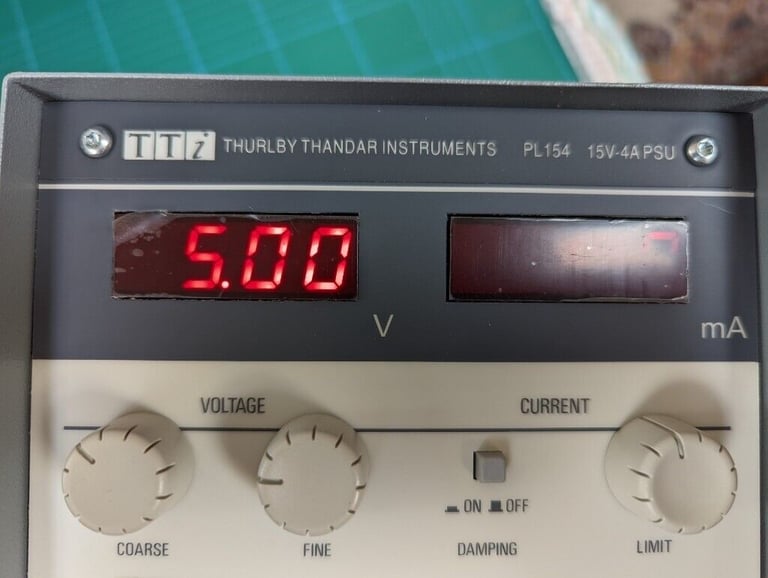 TTi THURLBY THANDAR INSTRUMENTS PL154 15V-4A PSU
5.00
V mA
VOLTAGE CURRENT
ON OFF
COARSE FINE DAMPING LIMIT